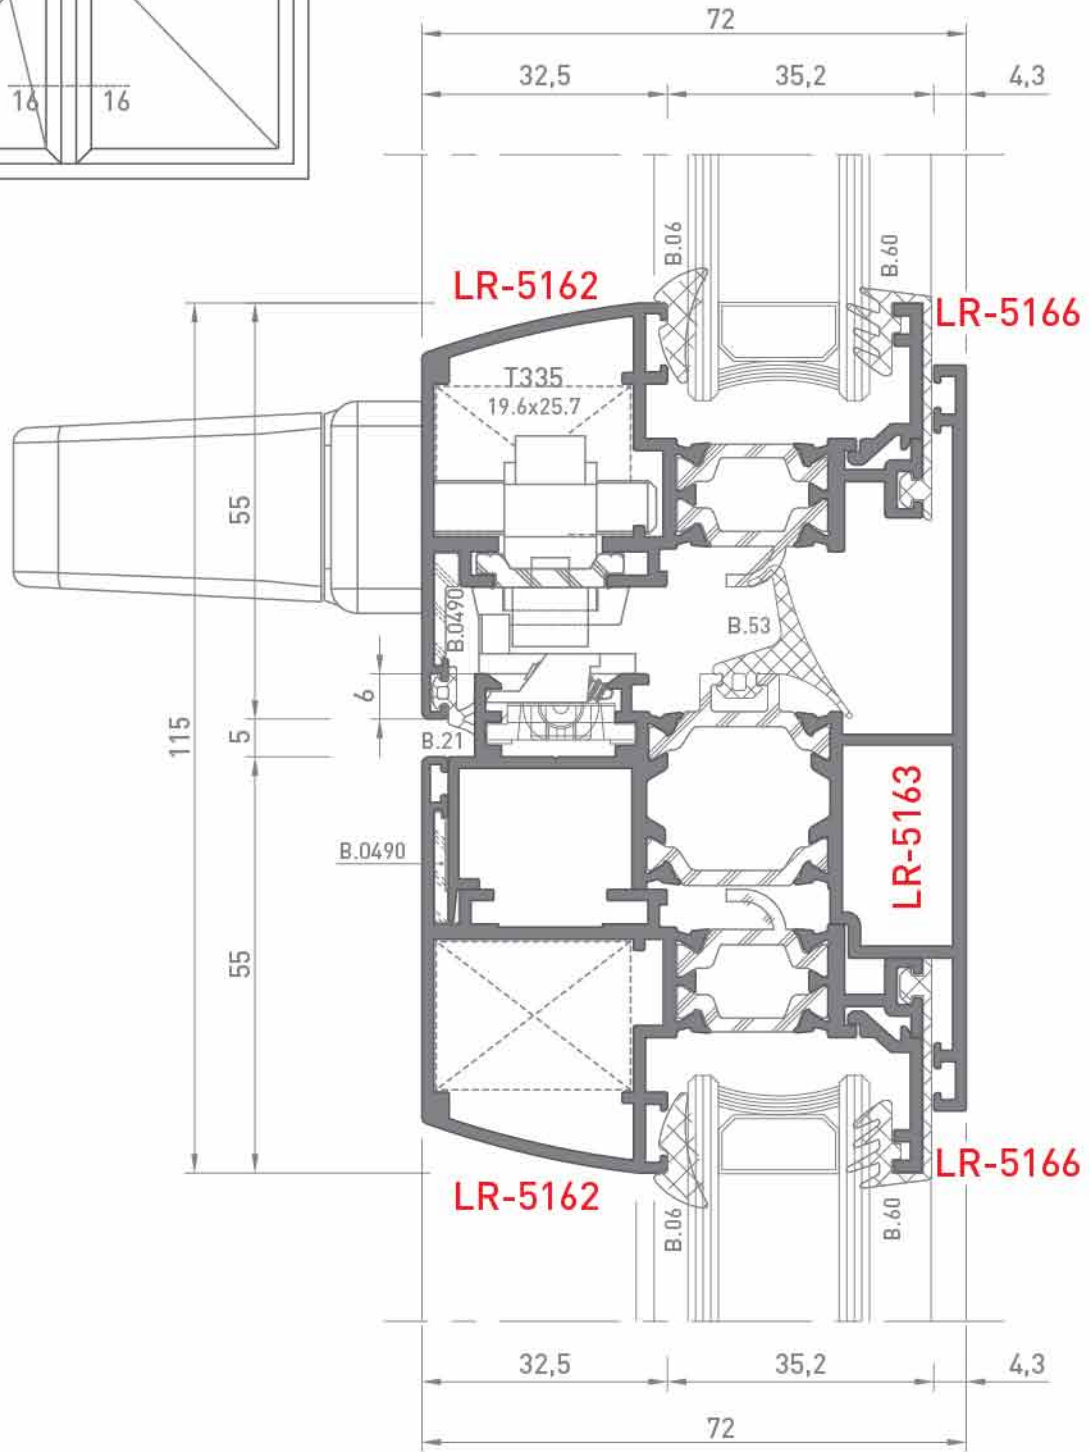 72
32,5 35,2 4,3
16 16
B.06
B.60
LR-5162
LR-5166
T335
19.6x25.7
55
B.0490
B.53
6
115
5
B.21
LR-5163
B.0490
55
LR-5166
LR-5162
B.06
B.60
32,5 35,2 4,3
72